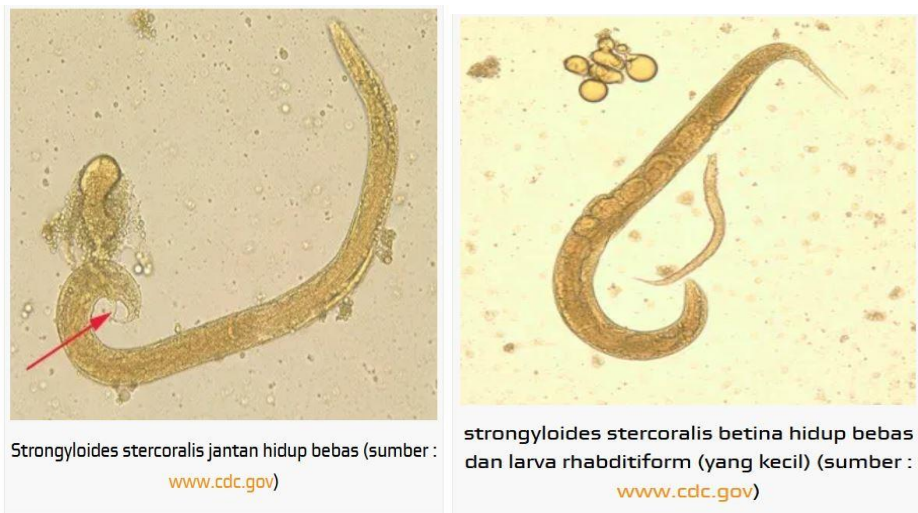 Strongyloides stercoralis jantan hidup bebas (sumber :
www.cdc.gov)
strongyloides stercoralis betina hidup bebas
dan larva rhabditiform (yang kecil) (sumber :
www.cdc.gov)